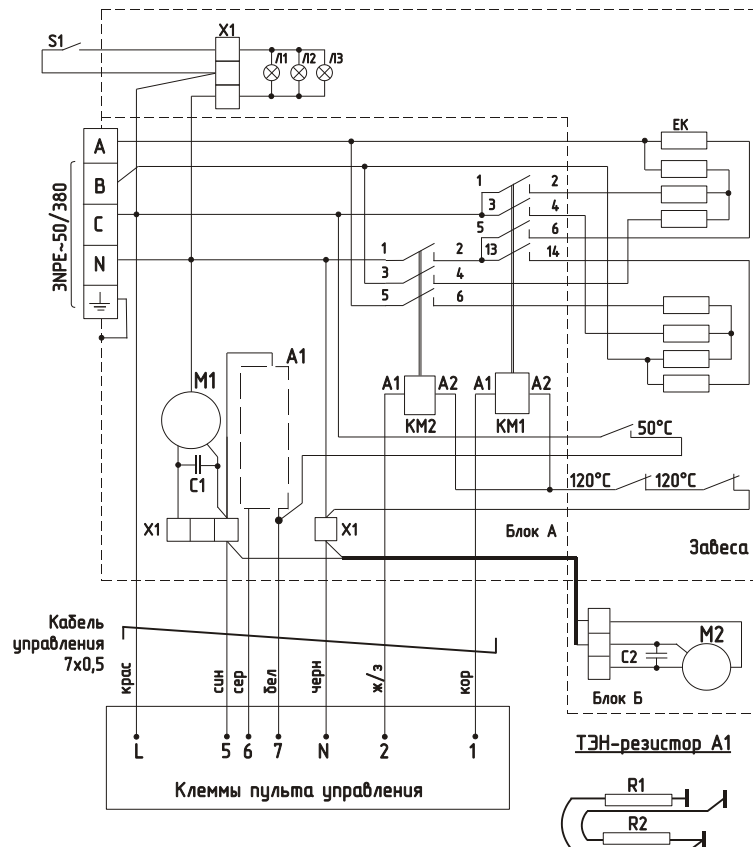 S1
X1
Л1 Л2 Л3
A
B
C
N
3NPE~50/380
EK
1 2
3 4
5 6
13 14
1 2
3 4
5 6
M1
A1
A1 A2
KM2
A1 A2
KM1
C1
50°C
120°C 120°C
X1
X1
Блок А
Завеса
Кабель
управления
7x0,5
крас
син
сер
бел
черн
ж/з
кор
M2
C2
Блок Б
L 5 6 7 N 2 1
Клеммы пульта управления
ТЭН-резистор А1
R1
R2